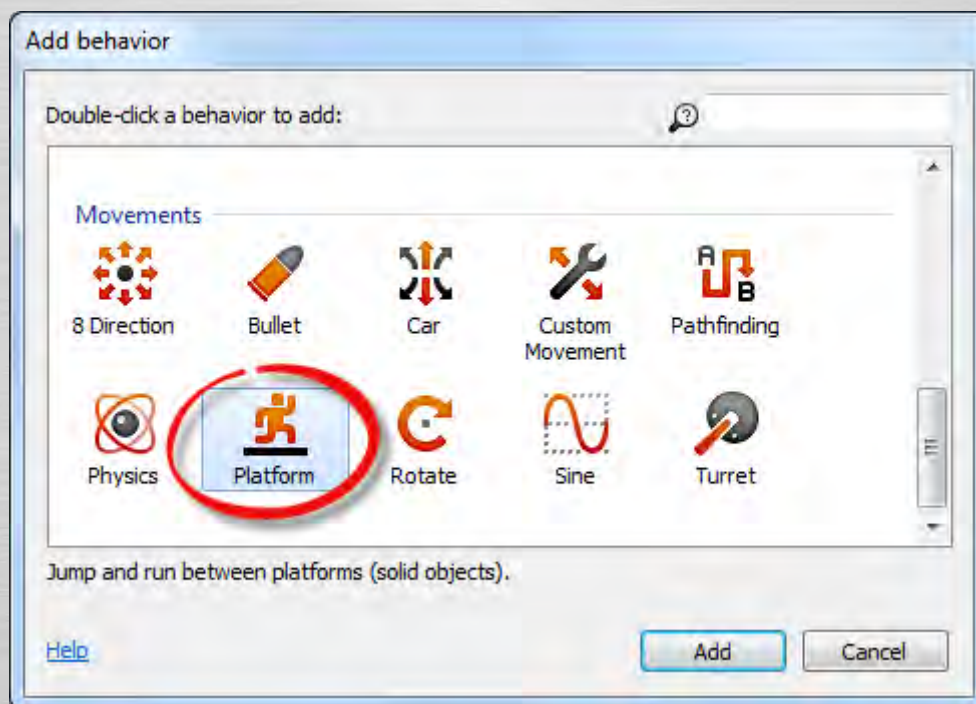 Add behavior
Double-click a behavior to add:
Movements
8 Direction
Bullet
Car
Custom
Movement
Pathfinding
A
B
Physics
Platform
Rotate
Sine
Turret
Jump and run between platforms (solid objects).
Help
Add
Cancel